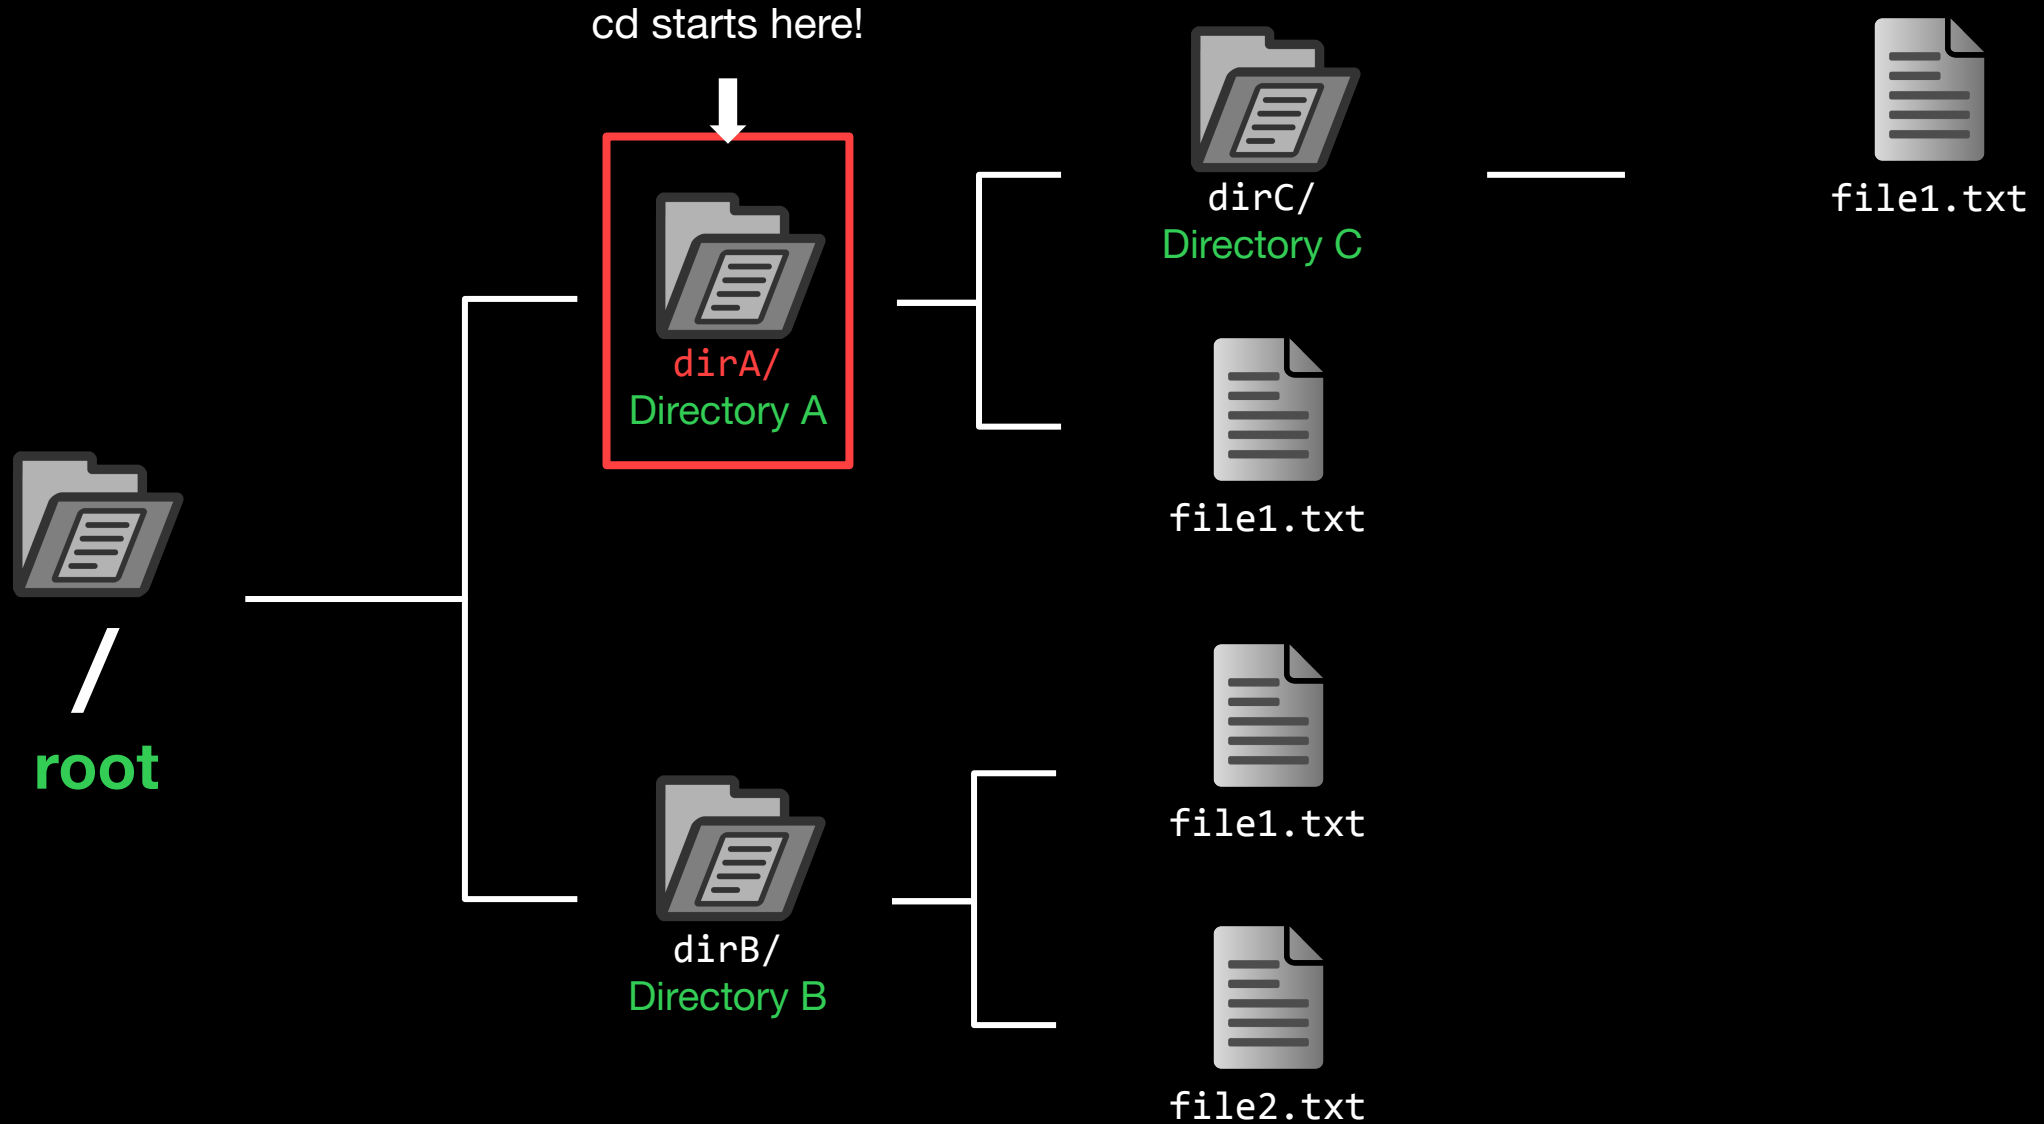 cd starts here!
dirA/
Directory A
dirC/
Directory C
file1.txt
file1.txt
/
root
dirB/
Directory B
file1.txt
file2.txt